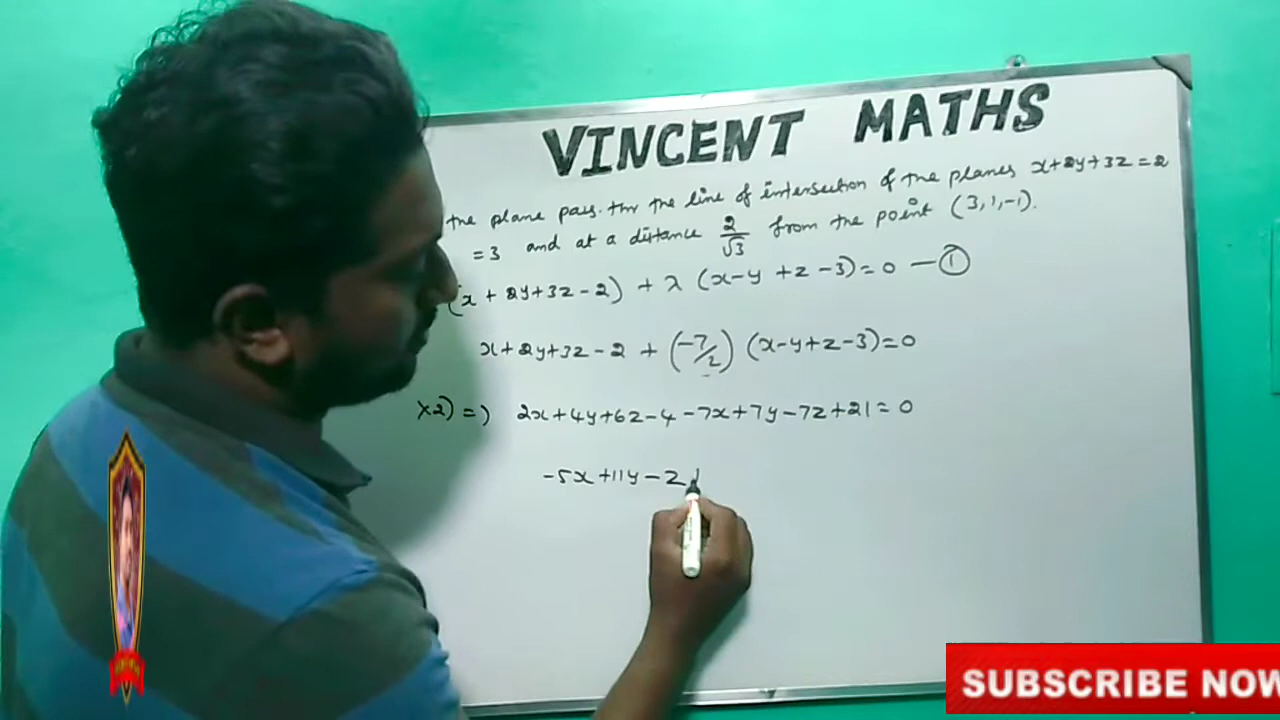 VINCENT MATHS
the plane pass. thr the line of intersection of the planes x+2y+3z=2
=3 and at a distance 2/√3 from the point (3,1,-1).
(x+2y+3z-2) + λ (x-y+z-3)=0 — ①
x+2y+3z-2 + (-7/2) (x-y+z-3)=0
×2) =) 2x+4y+6z-4-7x+7y-7z+21=0
-5x+11y-z
SUBSCRIBE NOW